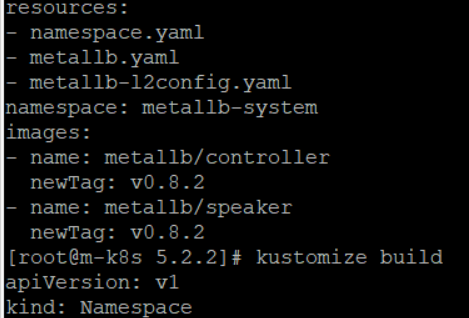 resources:
- namespace.yaml
- metallb.yaml
- metallb-l2config.yaml
namespace: metallb-system
images:
- name: metallb/controller
  newTag: v0.8.2
- name: metallb/speaker
  newTag: v0.8.2
[root@m-k8s 5.2.2]# kustomize build
apiVersion: v1
kind: Namespace